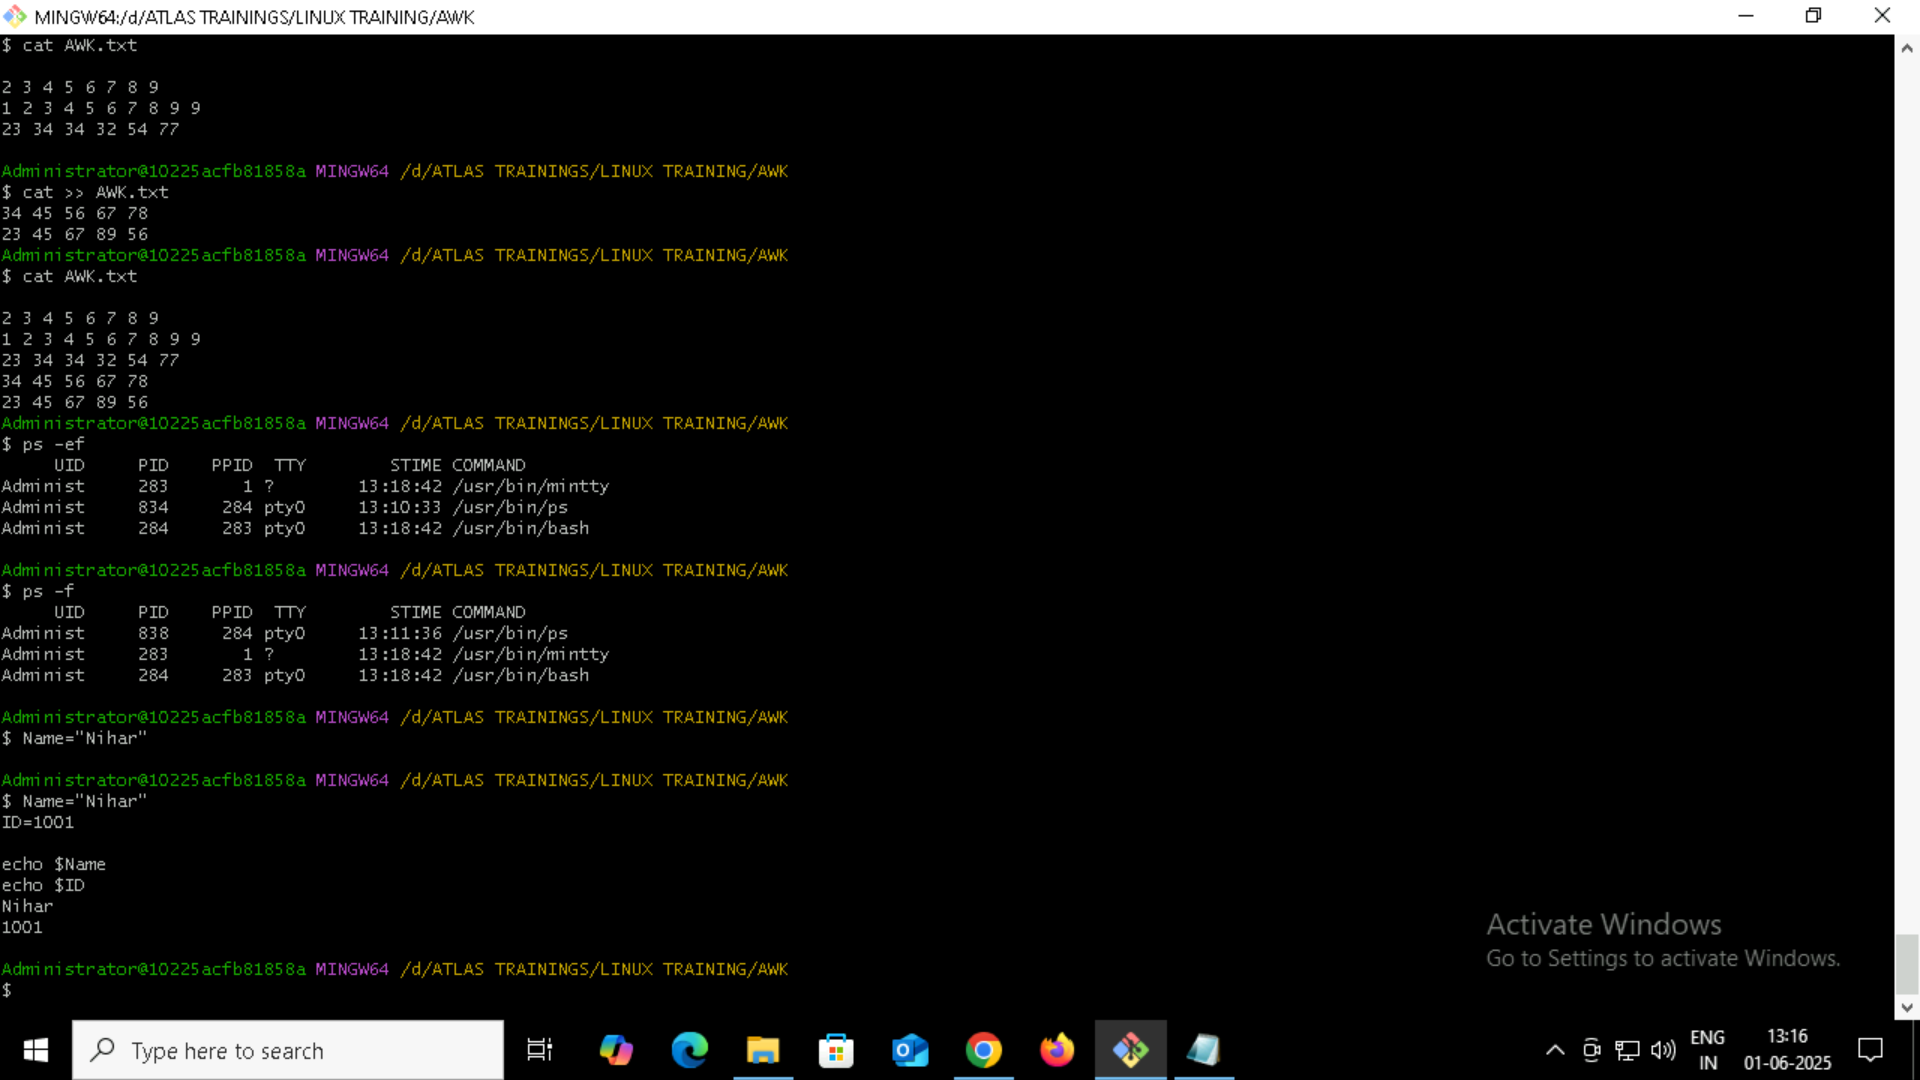 MINGW64:/d/ATLAS TRAININGS/LINUX TRAINING/AWK
$ cat AWK.txt
2 3 4 5 6 7 8 9
1 2 3 4 5 6 7 8 9 9
23 34 34 32 54 77
Administrator@10225acfb81858a MINGW64 /d/ATLAS TRAININGS/LINUX TRAINING/AWK
$ cat >> AWK.txt
34 45 56 67 78
23 45 67 89 56
Administrator@10225acfb81858a MINGW64 /d/ATLAS TRAININGS/LINUX TRAINING/AWK
$ cat AWK.txt
2 3 4 5 6 7 8 9
1 2 3 4 5 6 7 8 9 9
23 34 34 32 54 77
34 45 56 67 78
23 45 67 89 56
Administrator@10225acfb81858a MINGW64 /d/ATLAS TRAININGS/LINUX TRAINING/AWK
$ ps -ef
UID PID PPID TTY STIME COMMAND
Administ 283 1 ? 13:18:42 /usr/bin/mintty
Administ 834 284 pty0 13:10:33 /usr/bin/ps
Administ 284 283 pty0 13:18:42 /usr/bin/bash
Administrator@10225acfb81858a MINGW64 /d/ATLAS TRAININGS/LINUX TRAINING/AWK
$ ps -f
UID PID PPID TTY STIME COMMAND
Administ 838 284 pty0 13:11:36 /usr/bin/ps
Administ 283 1 ? 13:18:42 /usr/bin/mintty
Administ 284 283 pty0 13:18:42 /usr/bin/bash
Administrator@10225acfb81858a MINGW64 /d/ATLAS TRAININGS/LINUX TRAINING/AWK
$ Name="Nihar"
Administrator@10225acfb81858a MINGW64 /d/ATLAS TRAININGS/LINUX TRAINING/AWK
$ Name="Nihar"
ID=1001
echo $Name
echo $ID
Nihar
1001
Administrator@10225acfb81858a MINGW64 /d/ATLAS TRAININGS/LINUX TRAINING/AWK
$
Activate Windows
Go to Settings to activate Windows.
Type here to search
ENG
IN
13:16
01-06-2025